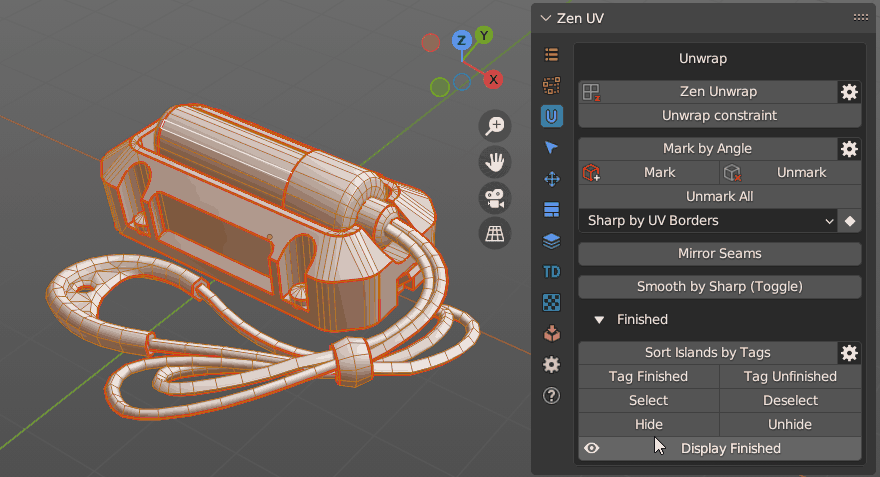 Zen UV
Unwrap
Zen Unwrap
Unwrap constraint
Mark by Angle
Mark Unmark
Unmark All
Sharp by UV Borders
Mirror Seams
Smooth by Sharp (Toggle)
Finished
Sort Islands by Tags
Tag Finished Tag Unfinished
Select Deselect
Hide Unhide
Display Finished
TD
Z
Y
X